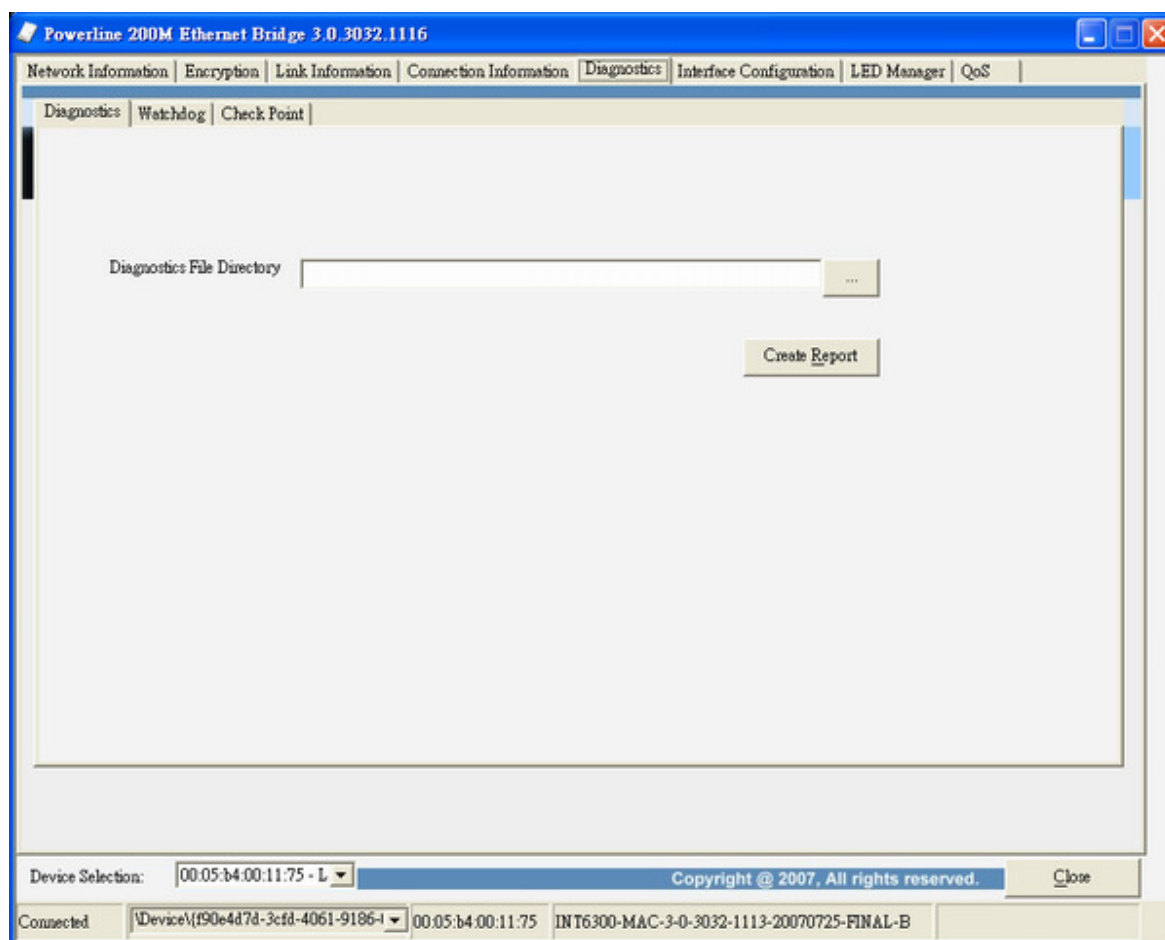 Powerline 200M Ethernet Bridge 3.0.3032.1116
Network Information Encryption Link Information Connection Information Diagnostics Interface Configuration LED Manager QoS
Diagnostics Watchdog Check Point
Diagnostics File Directory ...
Create Report
Device Selection: 00:05:b4:00:11:75 - L Copyright @ 2007, All rights reserved. Close
Connected \Device\{f90e4d7d-3cfd-4061-9186- 00:05:b4:00:11:75 INT6300-MAC-3-0-3032-1113-20070725-FINAL-B